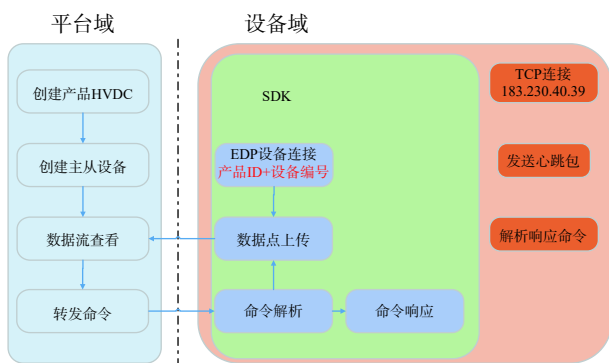 平台域
设备域
创建产品HVDC
创建主从设备
数据流查看
转发命令
SDK
EDP设备连接
产品ID+设备编号
数据点上传
命令解析
命令响应
TCP连接
183.230.40.39
发送心跳包
解析响应命令